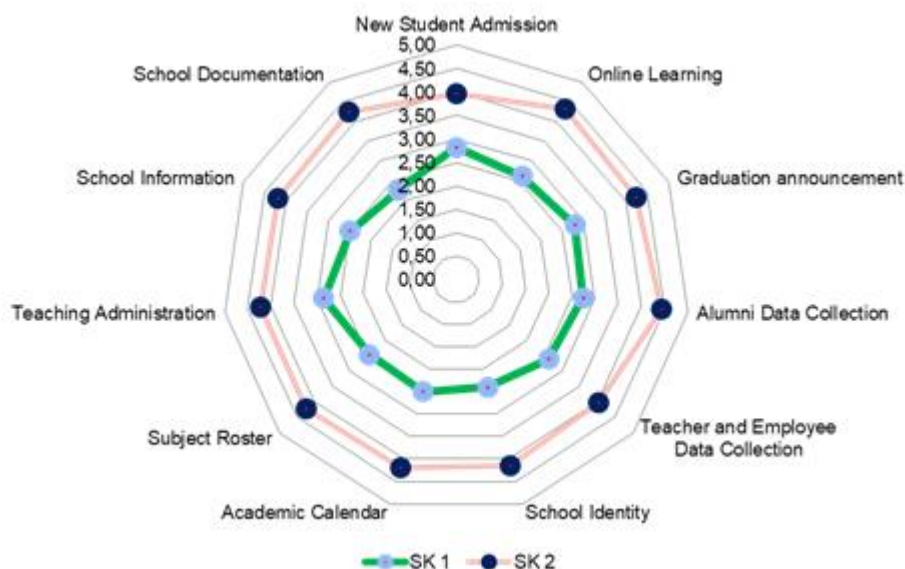 New Student Admission
5,00
4,50
4,00
3,50
3,00
2,50
2,00
1,50
1,00
0,50
0,00
School Documentation
Online Learning
School Information
Graduation announcement
Teaching Administration
Alumni Data Collection
Subject Roster
Teacher and Employee
Data Collection
Academic Calendar
School Identity
SK 1
SK 2